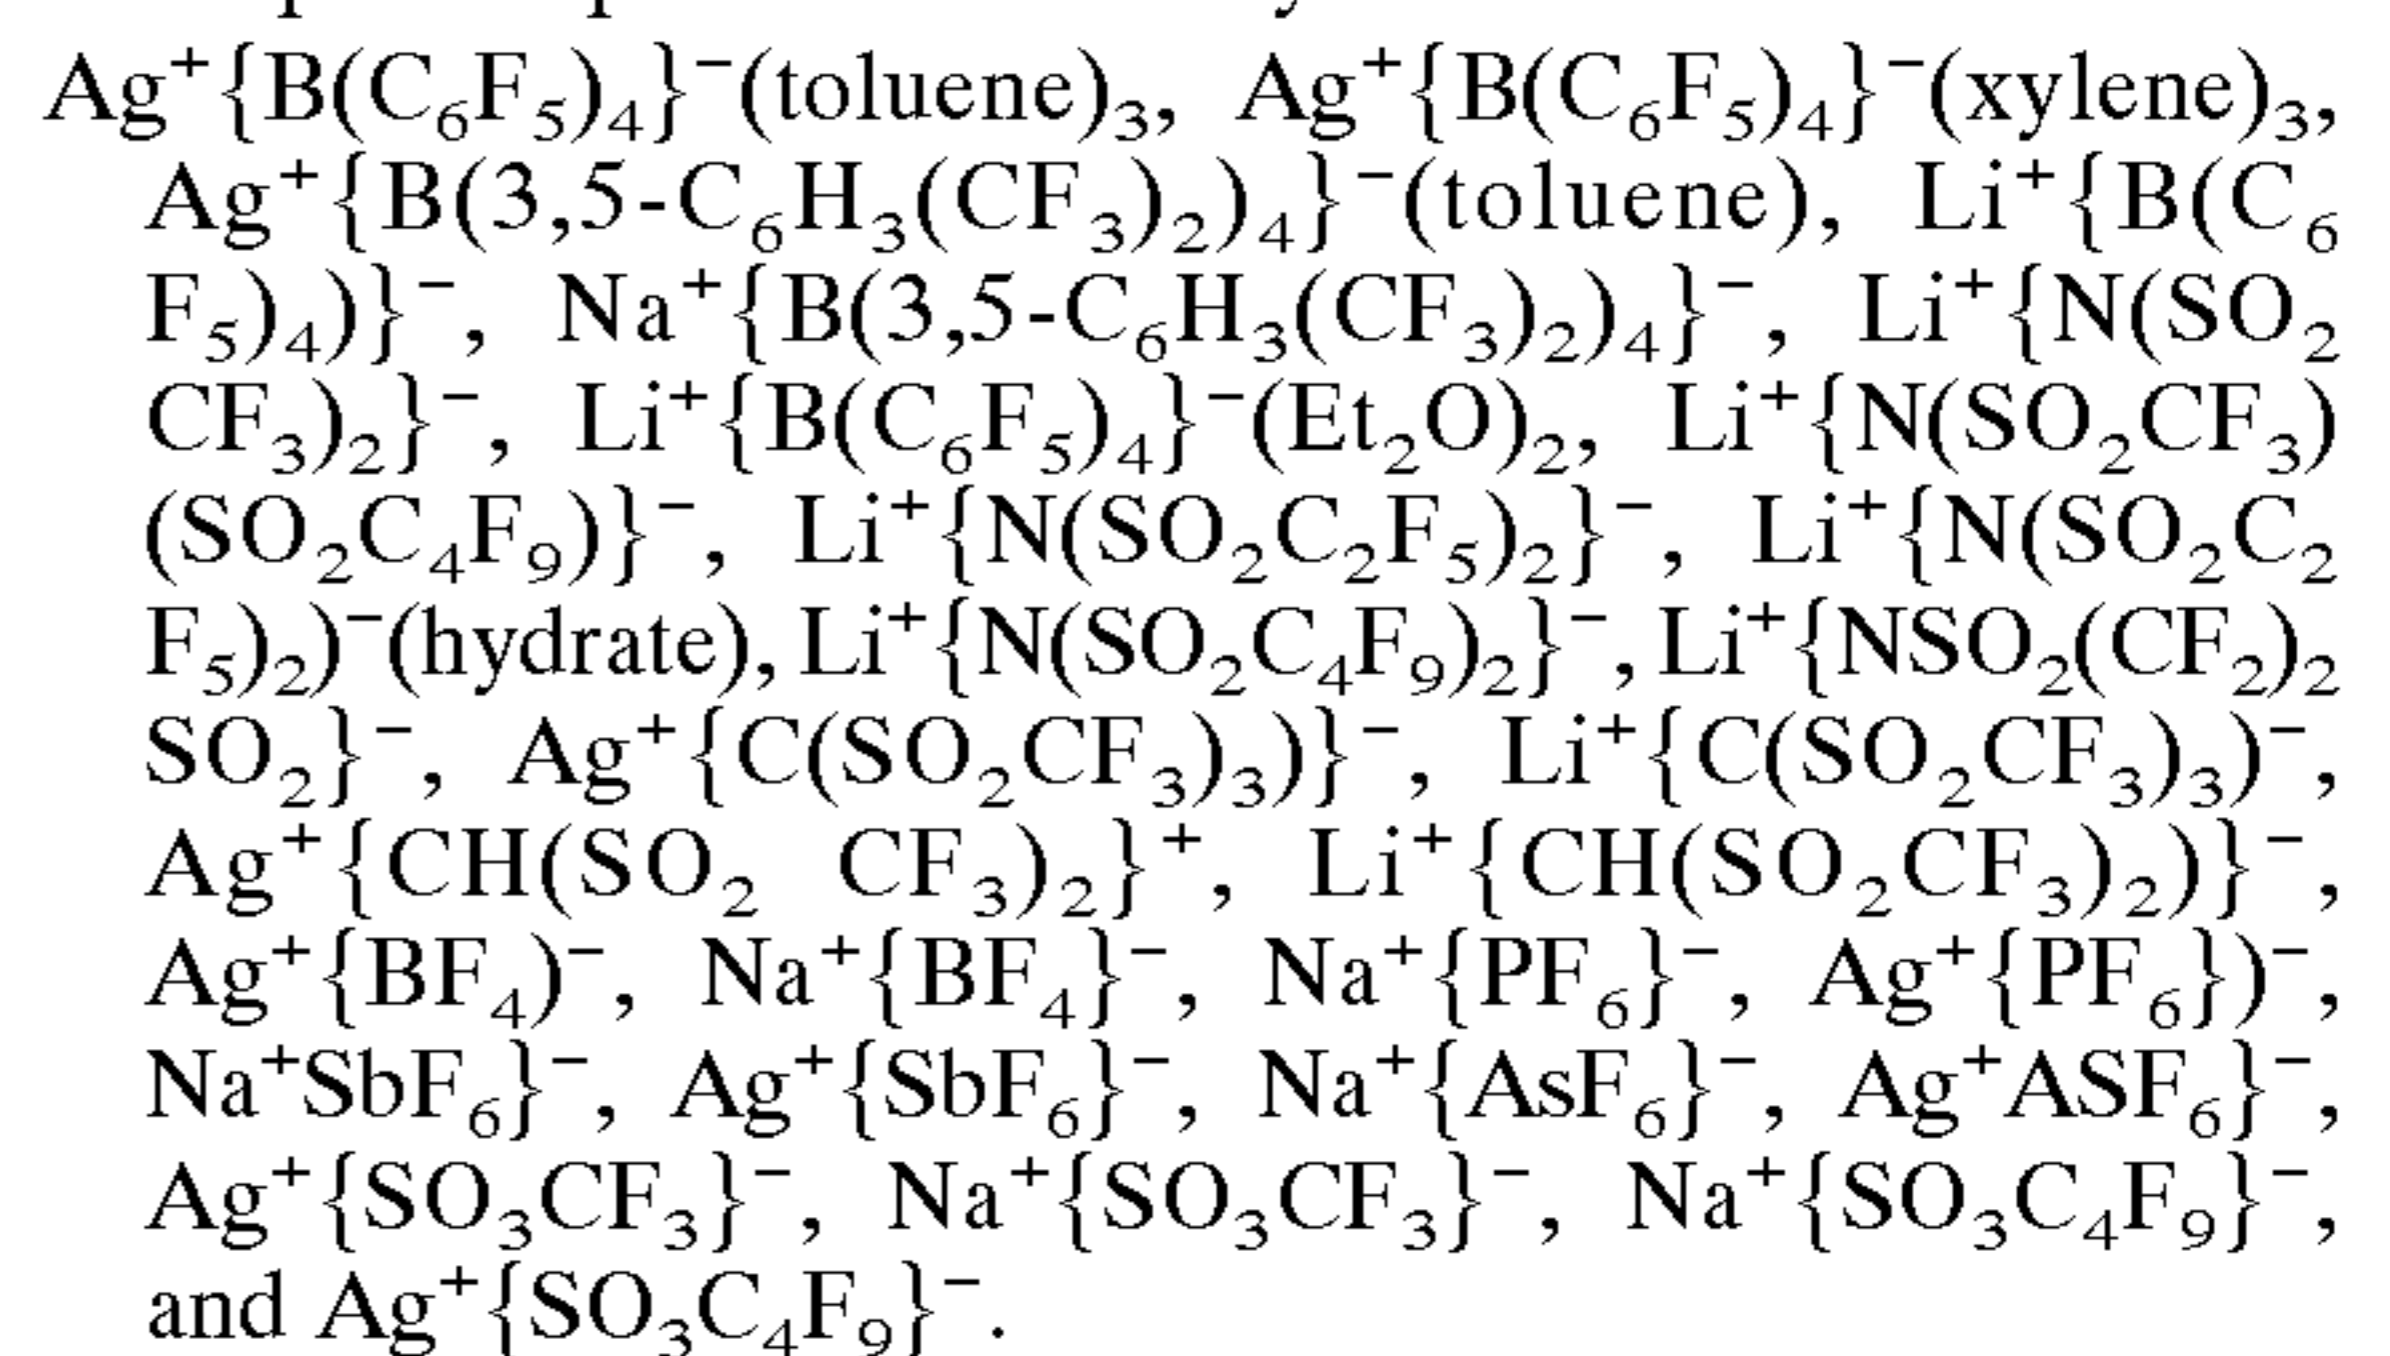 Ag⁺{B(C₆F₅)₄}⁻(toluene)₃, Ag⁺{B(C₆F₅)₄}⁻(xylene)₃,
Ag⁺{B(3,5-C₆H₃(CF₃)₂)₄}⁻(toluene), Li⁺{B(C₆
F₅)₄)}⁻, Na⁺{B(3,5-C₆H₃(CF₃)₂)₄}⁻, Li⁺{N(SO₂
CF₃)₂}⁻, Li⁺{B(C₆F₅)₄}⁻(Et₂O)₂, Li⁺{N(SO₂CF₃)
(SO₂C₄F₉)}⁻, Li⁺{N(SO₂C₂F₅)₂}⁻, Li⁺{N(SO₂C₂
F₅)₂)⁻(hydrate), Li⁺{N(SO₂C₄F₉)₂}⁻, Li⁺{NSO₂(CF₂)₂
SO₂}⁻, Ag⁺{C(SO₂CF₃)₃)}⁻, Li⁺{C(SO₂CF₃)₃)⁻,
Ag⁺{CH(SO₂ CF₃)₂}⁺, Li⁺{CH(SO₂CF₃)₂)}⁻,
Ag⁺{BF₄)⁻, Na⁺{BF₄}⁻, Na⁺{PF₆}⁻, Ag⁺{PF₆})⁻,
Na⁺SbF₆}⁻, Ag⁺{SbF₆}⁻, Na⁺{AsF₆}⁻, Ag⁺ASF₆}⁻,
Ag⁺{SO₃CF₃}⁻, Na⁺{SO₃CF₃}⁻, Na⁺{SO₃C₄F₉}⁻,
and Ag⁺{SO₃C₄F₉}⁻.